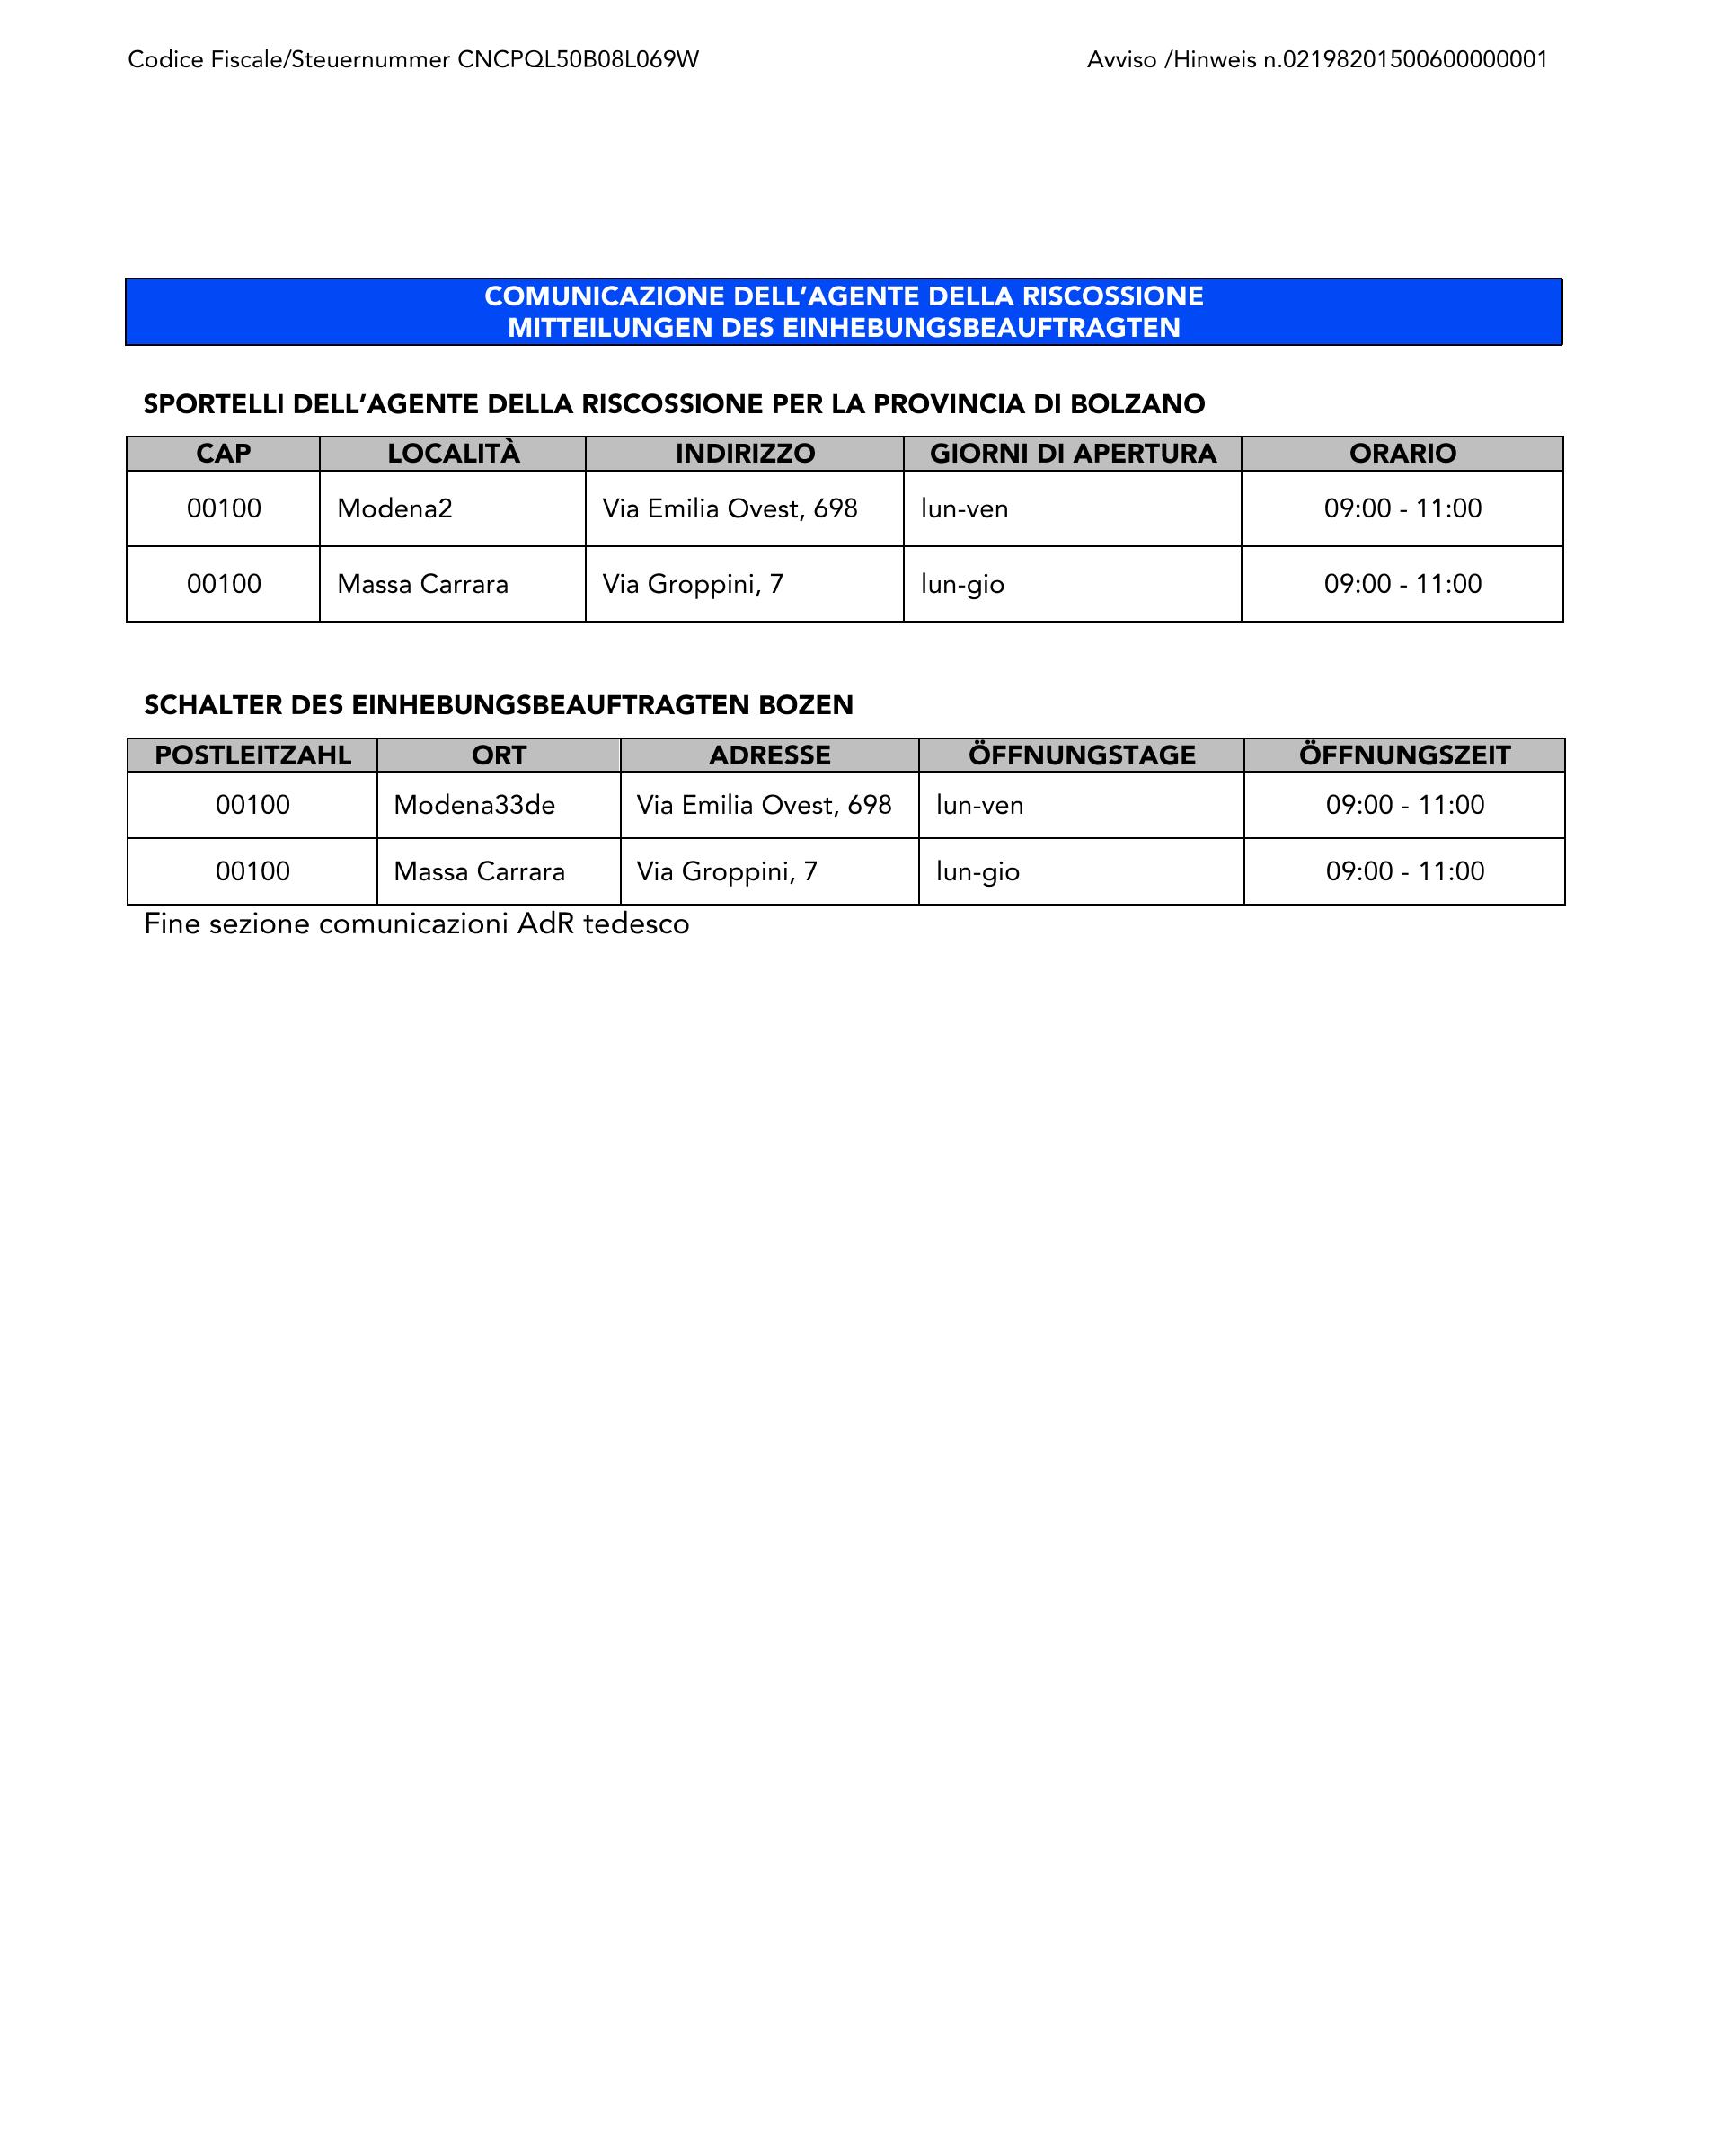 Codice Fiscale/Steuernummer CNCPQL50B08L069W Avviso /Hinweis n.02198201500600000001
COMUNICAZIONE DELL’AGENTE DELLA RISCOSSIONE
MITTEILUNGEN DES EINHEBUNGSBEAUFTRAGTEN
SPORTELLI DELL’AGENTE DELLA RISCOSSIONE PER LA PROVINCIA DI BOLZANO
CAP LOCALITÀ INDIRIZZO GIORNI DI APERTURA ORARIO
00100 Modena2 Via Emilia Ovest, 698 lun-ven 09:00 - 11:00
00100 Massa Carrara Via Groppini, 7 lun-gio 09:00 - 11:00
SCHALTER DES EINHEBUNGSBEAUFTRAGTEN BOZEN
POSTLEITZAHL ORT ADRESSE ÖFFNUNGSTAGE ÖFFNUNGSZEIT
00100 Modena33de Via Emilia Ovest, 698 lun-ven 09:00 - 11:00
00100 Massa Carrara Via Groppini, 7 lun-gio 09:00 - 11:00
Fine sezione comunicazioni AdR tedesco